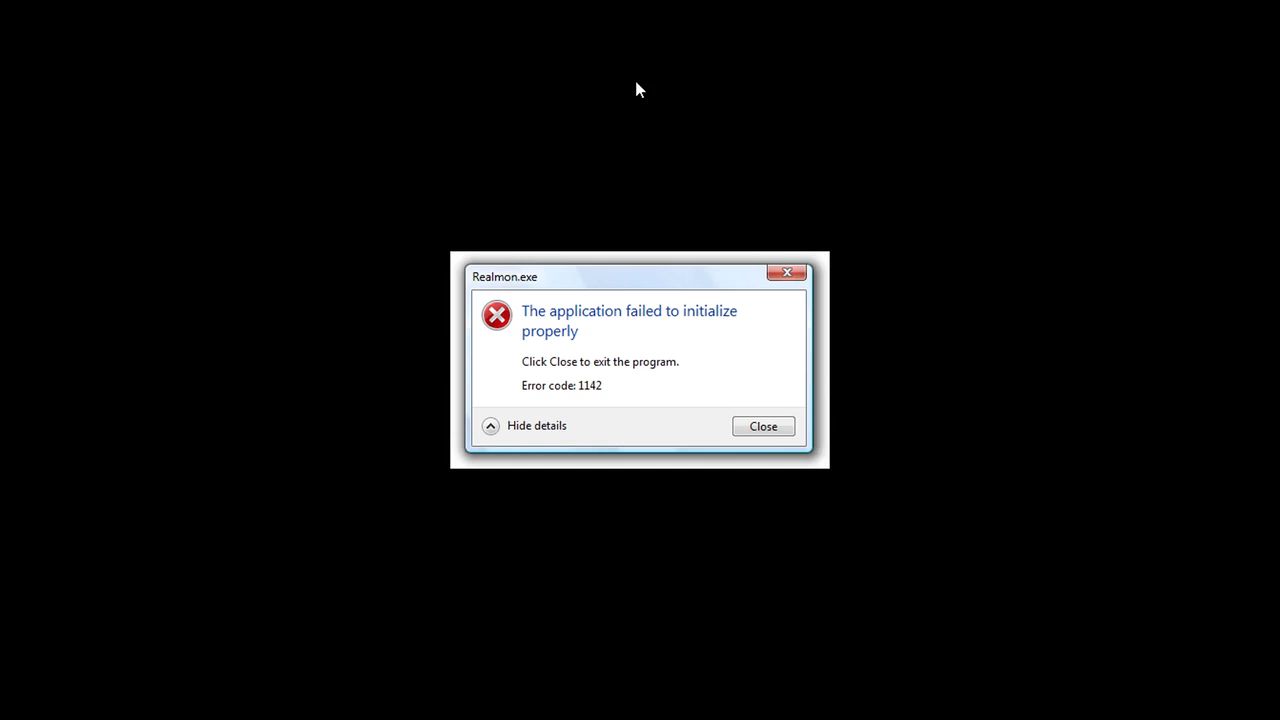 Realmon.exe
The application failed to initialize
properly
Click Close to exit the program.
Error code: 1142
Hide details
Close